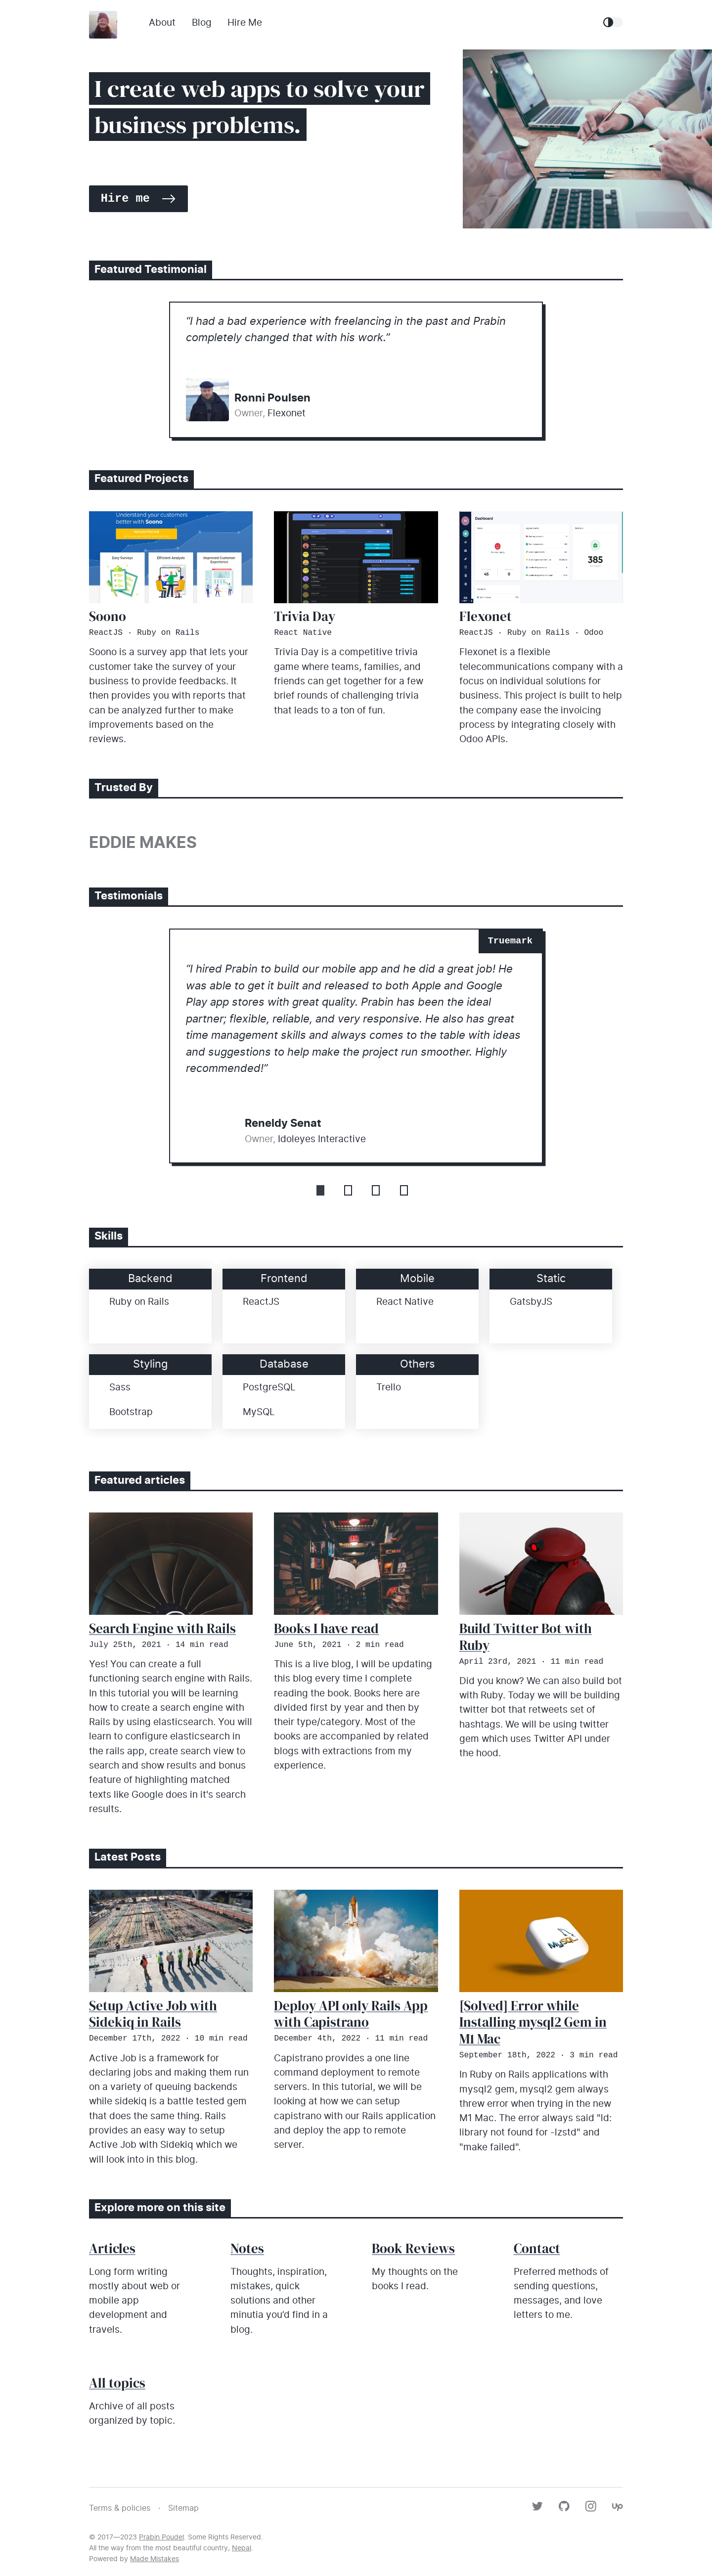 About Blog Hire Me
I create web apps to solve your
business problems.
Hire me →
Featured Testimonial
“I had a bad experience with freelancing in the past and Prabin
completely changed that with his work.”
Ronni Poulsen
Owner, Flexonet
Featured Projects
Understand your customers
better with Soono
Easy Surveys
Efficient Analysis
Improved Customer
Experience
Dashboard
385
Soono
ReactJS · Ruby on Rails
Soono is a survey app that lets your
customer take the survey of your
business to provide feedbacks. It
then provides you with reports that
can be analyzed further to make
improvements based on the
reviews.
Trivia Day
React Native
Trivia Day is a competitive trivia
game where teams, families, and
friends can get together for a few
brief rounds of challenging trivia
that leads to a ton of fun.
Flexonet
ReactJS · Ruby on Rails · Odoo
Flexonet is a flexible
telecommunications company with a
focus on individual solutions for
business. This project is built to help
the company ease the invoicing
process by integrating closely with
Odoo APIs.
Trusted By
EDDIE MAKES
Testimonials
Truemark
“I hired Prabin to build our mobile app and he did a great job! He
was able to get it built and released to both Apple and Google
Play app stores with great quality. Prabin has been the ideal
partner; flexible, reliable, and very responsive. He also has great
time management skills and always comes to the table with ideas
and suggestions to help make the project run smoother. Highly
recommended!”
Reneldy Senat
Owner, Idoleyes Interactive
Skills
Backend
Ruby on Rails
Frontend
ReactJS
Mobile
React Native
Static
GatsbyJS
Styling
Sass
Bootstrap
Database
PostgreSQL
MySQL
Others
Trello
Featured articles
Search Engine with Rails
July 25th, 2021 · 14 min read
Yes! You can create a full
functioning search engine with Rails.
In this tutorial you will be learning
how to create a search engine with
Rails by using elasticsearch. You will
learn to configure elasticsearch in
the rails app, create search view to
search and show results and bonus
feature of highlighting matched
texts like Google does in it's search
results.
Books I have read
June 5th, 2021 · 2 min read
This is a live blog, I will be updating
this blog every time I complete
reading the book. Books here are
divided first by year and then by
their type/category. Most of the
books are accompanied by related
blogs with extractions from my
experience.
Build Twitter Bot with
Ruby
April 23rd, 2021 · 11 min read
Did you know? We can also build bot
with Ruby. Today we will be building
twitter bot that retweets set of
hashtags. We will be using twitter
gem which uses Twitter API under
the hood.
Latest Posts
MySQL
Setup Active Job with
Sidekiq in Rails
December 17th, 2022 · 10 min read
Active Job is a framework for
declaring jobs and making them run
on a variety of queuing backends
while sidekiq is a battle tested gem
that does the same thing. Rails
provides an easy way to setup
Active Job with Sidekiq which we
will look into in this blog.
Deploy API only Rails App
with Capistrano
December 4th, 2022 · 11 min read
Capistrano provides a one line
command deployment to remote
servers. In this tutorial, we will be
looking at how we can setup
capistrano with our Rails application
and deploy the app to remote
server.
[Solved] Error while
Installing mysql2 Gem in
M1 Mac
September 18th, 2022 · 3 min read
In Ruby on Rails applications with
mysql2 gem, mysql2 gem always
threw error when trying in the new
M1 Mac. The error always said "ld:
library not found for -lzstd" and
"make failed".
Explore more on this site
Articles
Long form writing
mostly about web or
mobile app
development and
travels.
Notes
Thoughts, inspiration,
mistakes, quick
solutions and other
minutia you'd find in a
blog.
Book Reviews
My thoughts on the
books I read.
Contact
Preferred methods of
sending questions,
messages, and love
letters to me.
All topics
Archive of all posts
organized by topic.
Terms & policies · Sitemap
© 2017—2023 Prabin Poudel. Some Rights Reserved.
All the way from the most beautiful country, Nepal.
Powered by Made Mistakes